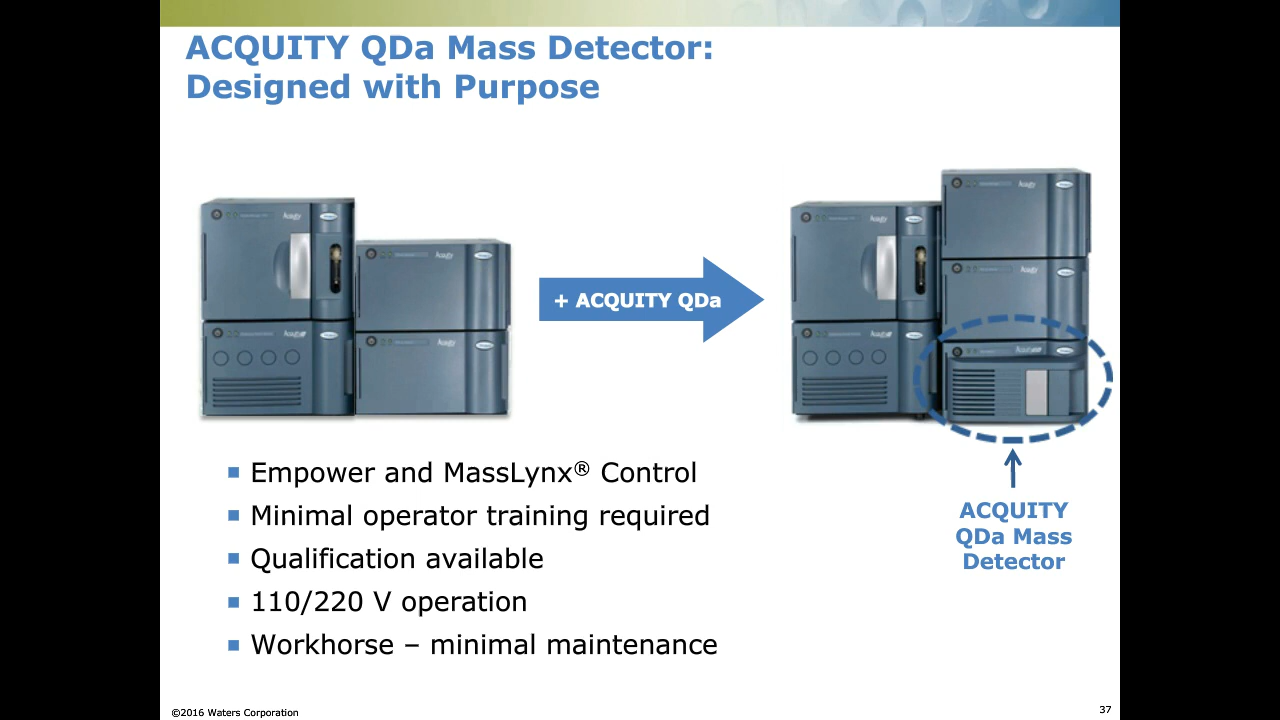 ACQUITY QDa Mass Detector:
Designed with Purpose
+ ACQUITY QDa
Empower and MassLynx® Control
Minimal operator training required
Qualification available
110/220 V operation
Workhorse – minimal maintenance
ACQUITY
QDa Mass
Detector
©2016 Waters Corporation
37